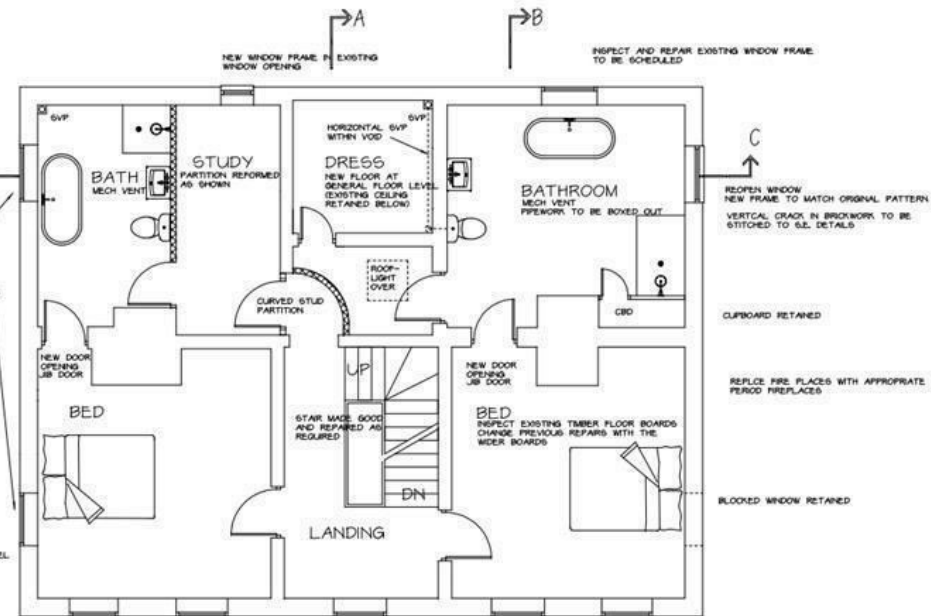 A
B
NEW WINDOW FRAME IN EXISTING
WINDOW OPENING
INSPECT AND REPAIR EXISTING WINDOW FRAME
TO BE SCHEDULED
SVP
BATH
MECH VENT
STUDY
PARTITION REFORMED
AS SHOWN
SVP
HORIZONTAL SVP
WITHIN VOID
DRESS
NEW FLOOR AT
GENERAL FLOOR LEVEL
(EXISTING CEILING
RETAINED BELOW)
BATHROOM
MECH VENT
PIPEWORK TO BE BOXED OUT
C
REOPEN WINDOW
NEW FRAME TO MATCH ORIGINAL PATTERN
VERTCAL CRACK IN BRICKWORK TO BE
STITCHED TO S.E. DETAILS
ROOF-
LIGHT
OVER
CURVED STUD
PARTITION
CBD
CUPBOARD RETAINED
NEW DOOR
OPENING
JIB DOOR
UP
NEW DOOR
OPENING
JIB DOOR
REPLCE FIRE PLACES WITH APPROPRIATE
PERIOD FIREPLACES
BED
STAIR MADE GOOD
AND REPAIRED AS
REQUIRED
BED
INSPECT EXISTING TIMBER FLOOR BOARDS
CHANGE PREVIOUS REPAIRS WITH THE
WIDER BOARDS
DN
BLOCKED WINDOW RETAINED
LANDING